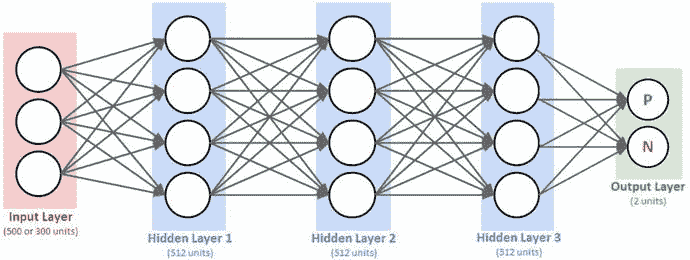 P
N
Input Layer
(500 or 300 units)
Hidden Layer 1
(512 units)
Hidden Layer 2
(512 units)
Hidden Layer 3
(512 units)
Output Layer
(2 units)